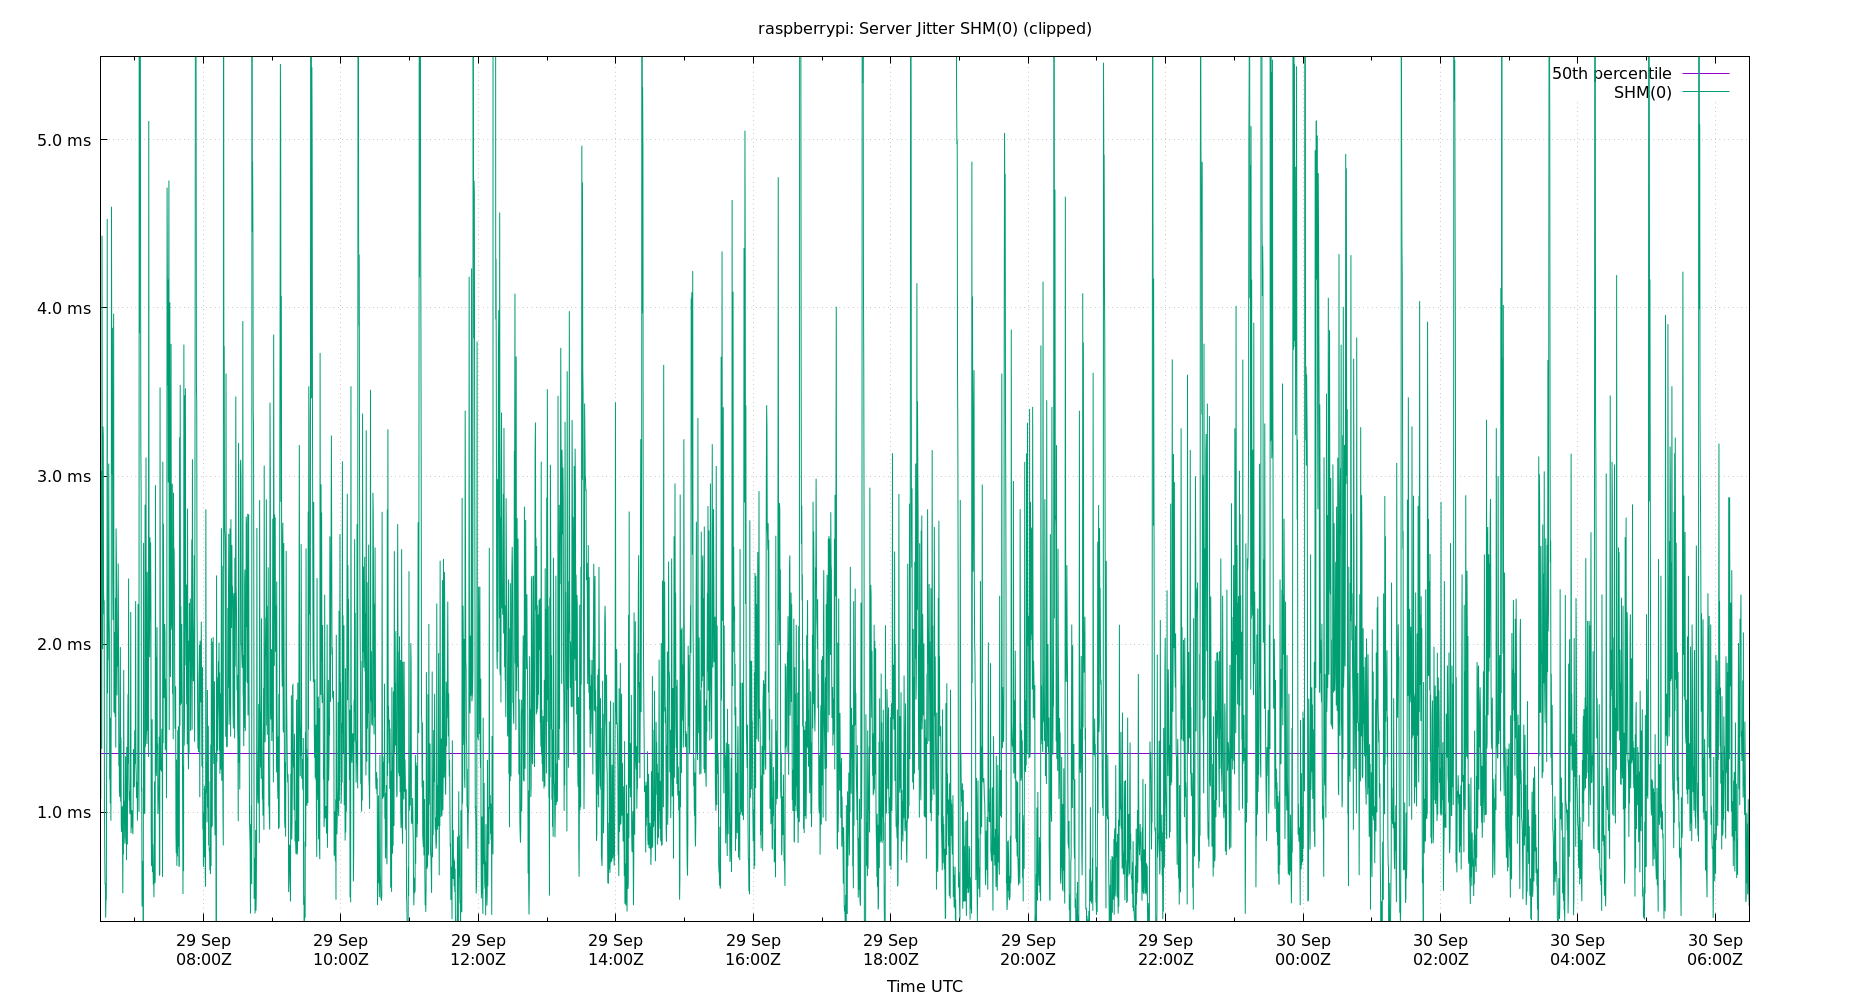 raspberrypi: Server Jitter SHM(0) (clipped)
50th percentile
SHM(0)
5.0 ms
4.0 ms
3.0 ms
2.0 ms
1.0 ms
29 Sep 29 Sep 29 Sep 29 Sep 29 Sep 29 Sep 29 Sep 29 Sep 30 Sep 30 Sep 30 Sep 30 Sep
08:00Z 10:00Z 12:00Z 14:00Z 16:00Z 18:00Z 20:00Z 22:00Z 00:00Z 02:00Z 04:00Z 06:00Z
Time UTC